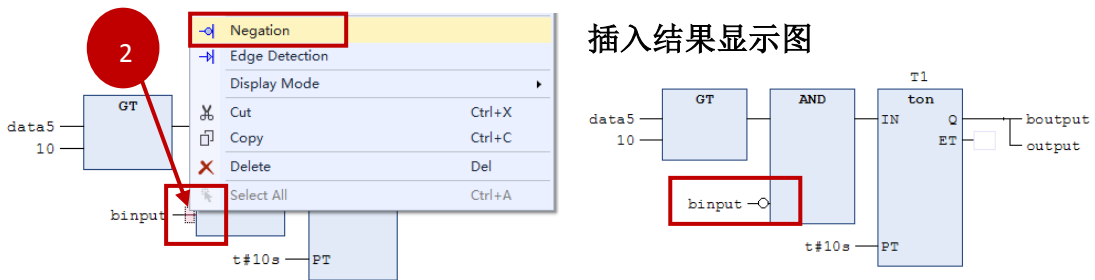 2
Negation
Edge Detection
Display Mode
Cut Ctrl+X
Copy Ctrl+C
Delete Del
Select All Ctrl+A
GT
data5
10
binput
t#10s PT
插入结果显示图
T1
GT AND ton
data5 IN Q boutput
10 ET output
binput
t#10s PT